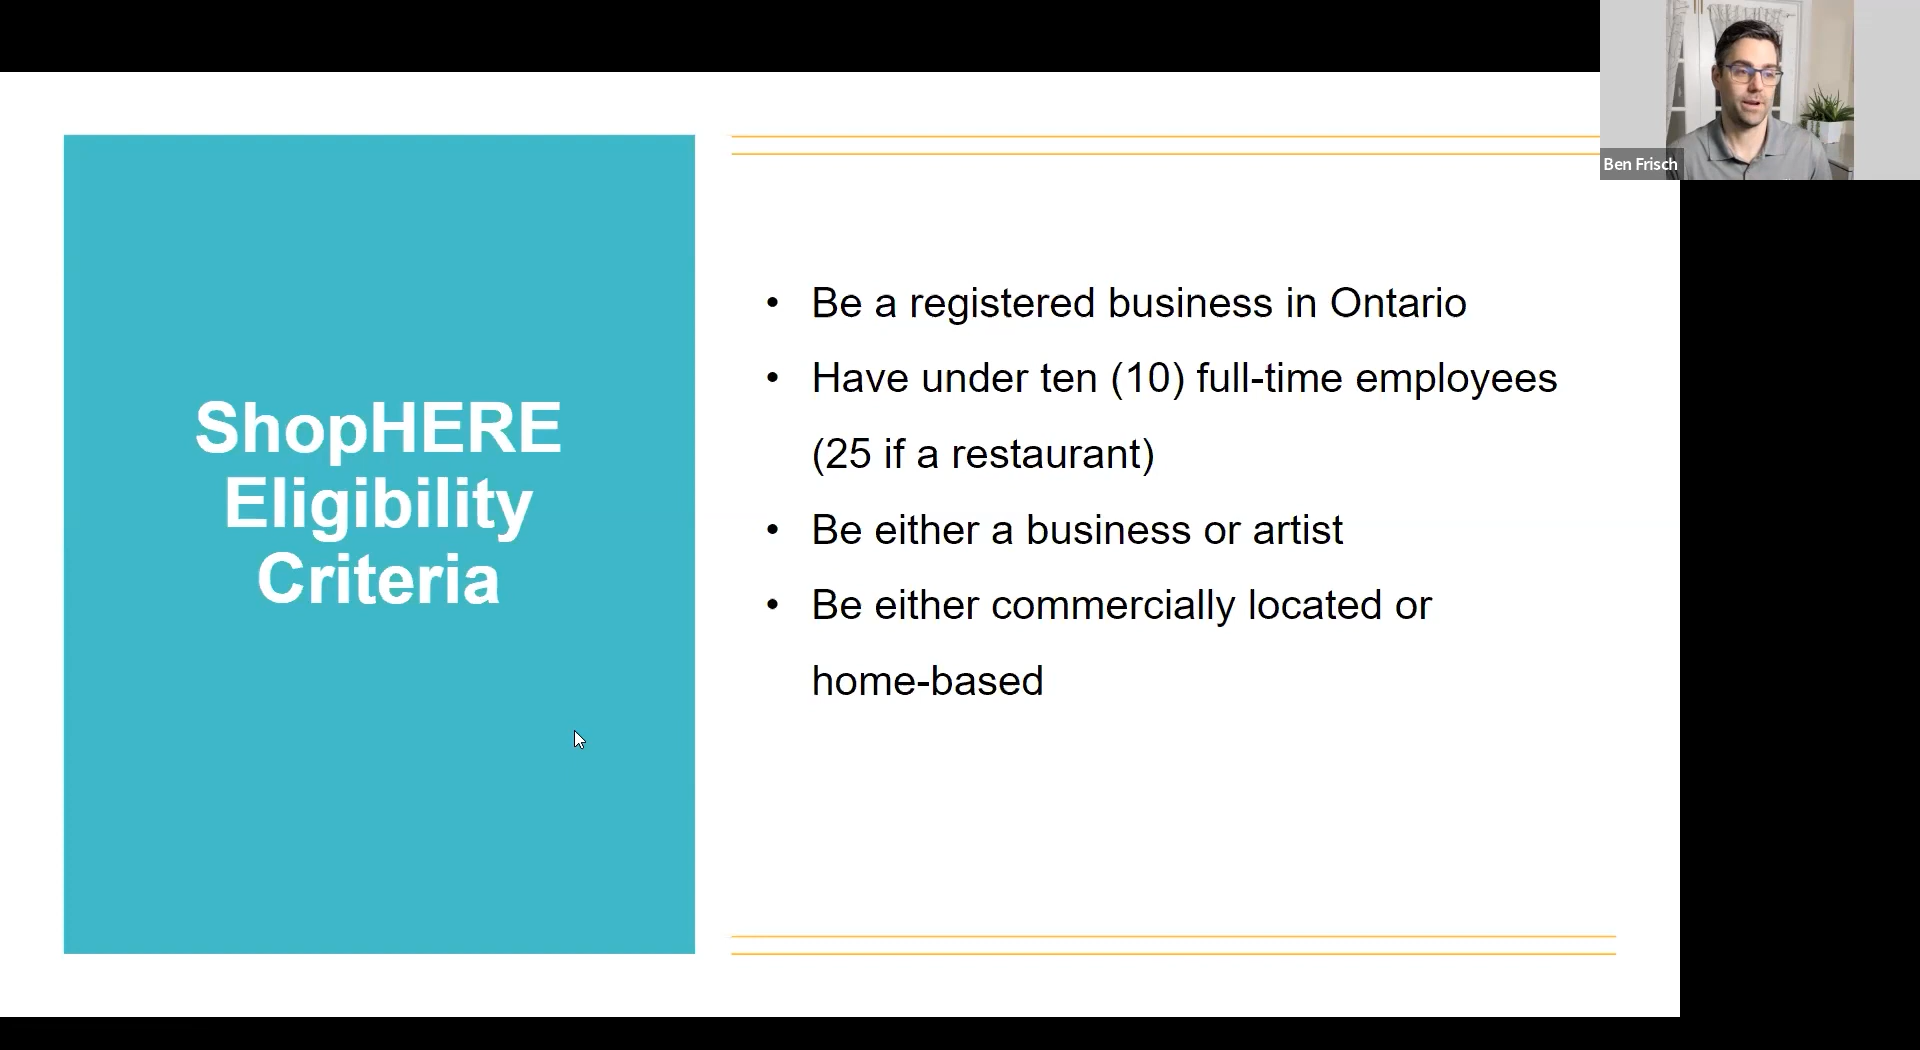 ShopHERE
Eligibility
Criteria
• Be a registered business in Ontario
• Have under ten (10) full-time employees
(25 if a restaurant)
• Be either a business or artist
• Be either commercially located or
home-based
Ben Frisch